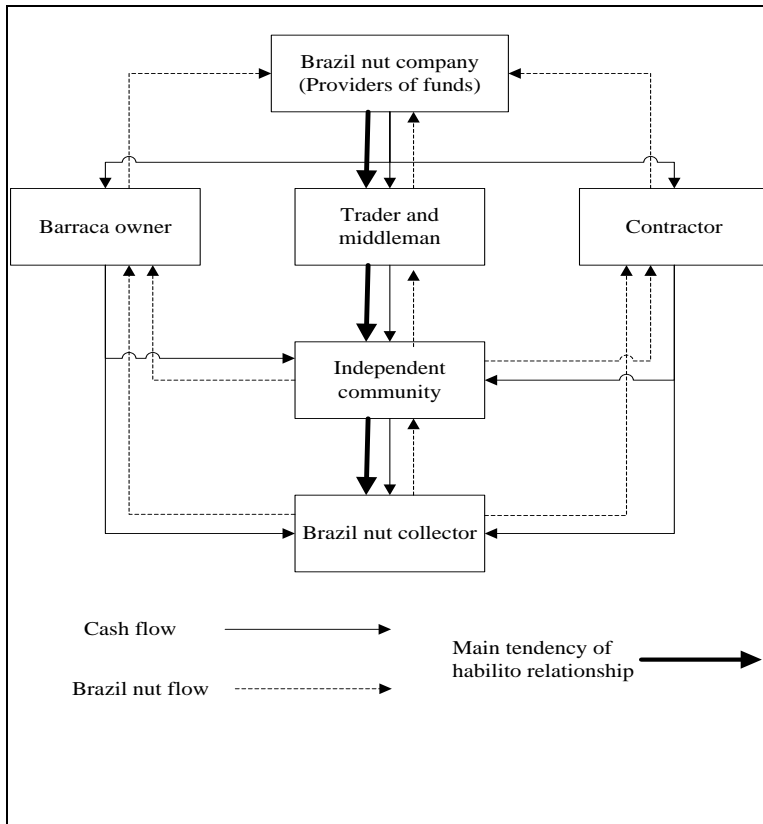 Brazil nut company
(Providers of funds)
Barraca owner
Trader and
middleman
Contractor
Independent
community
Brazil nut collector
Cash flow
Brazil nut flow
Main tendency of
habilito relationship